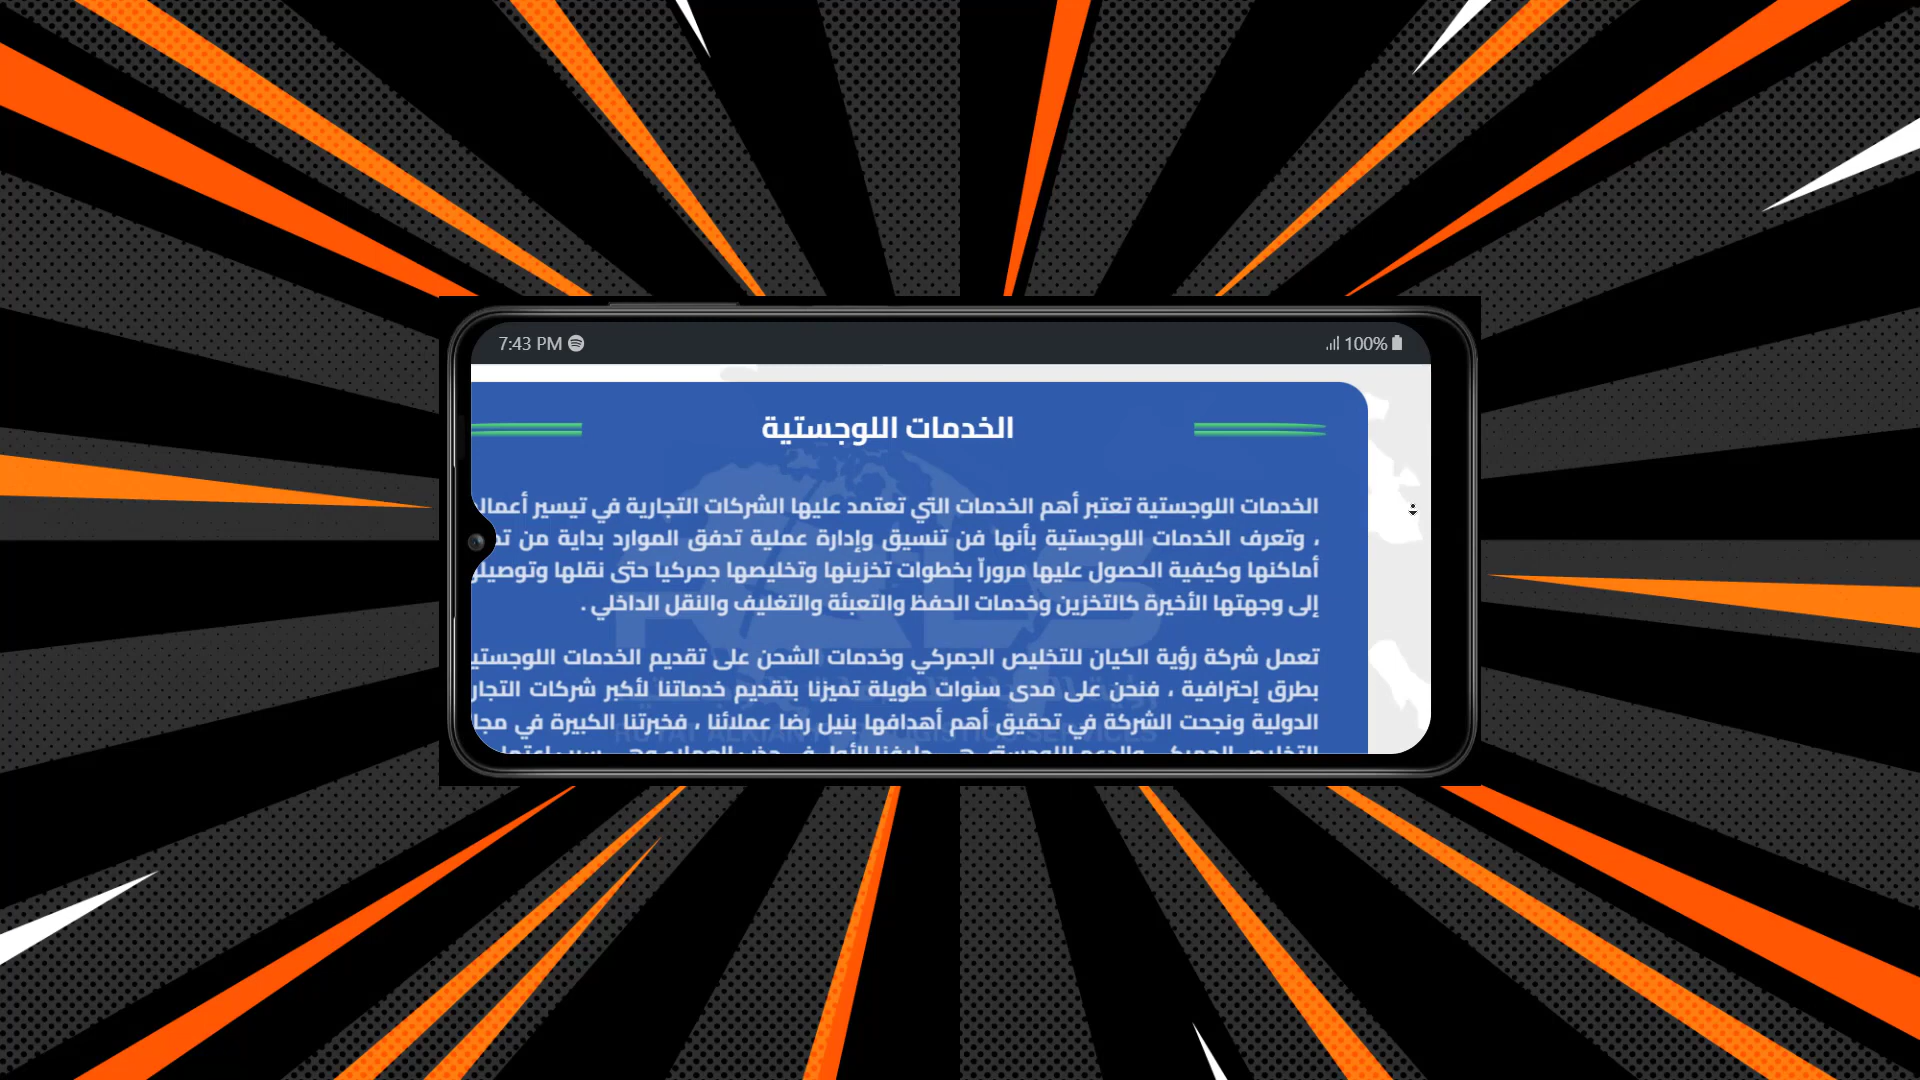 7:43 PM
100%
الخدمات اللوجستية
الخدمات اللوجستية تعتبر أهم الخدمات التي تعتمد عليها الشركات التجارية في تيسير
، وتعرف الخدمات اللوجستية بأنها فن تنسيق وإدارة عملية تدفق الموارد بداية من
أماكنها وكيفية الحصول عليها مروراً بخطوات تخزينها وتخليصها جمركيا حتى نقلها
إلى وجهتها الأخيرة كالتخزين وخدمات الحفظ والتعبئة والتغليف والنقل الداخلي .
تعمل شركة رؤية الكيان للتخليص الجمركي وخدمات الشحن على تقديم الخدمات
بطرق إحترافية ، فنحن على مدى سنوات طويلة تميزنا بتقديم خدماتنا لأكبر شركات
الدولية ونجحت الشركة في تحقيق أهم أهدافها بنيل رضا عملائنا ، فخبرتنا الكبيرة في